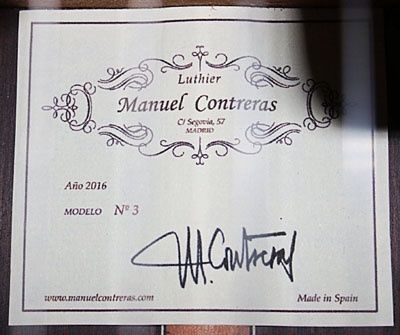 Luthier
Manuel Contreras
C/ Segovia, 57
MADRID
Año 2016
MODELO Nº 3
M. Contreras
www.manuelcontreras.com
Made in Spain